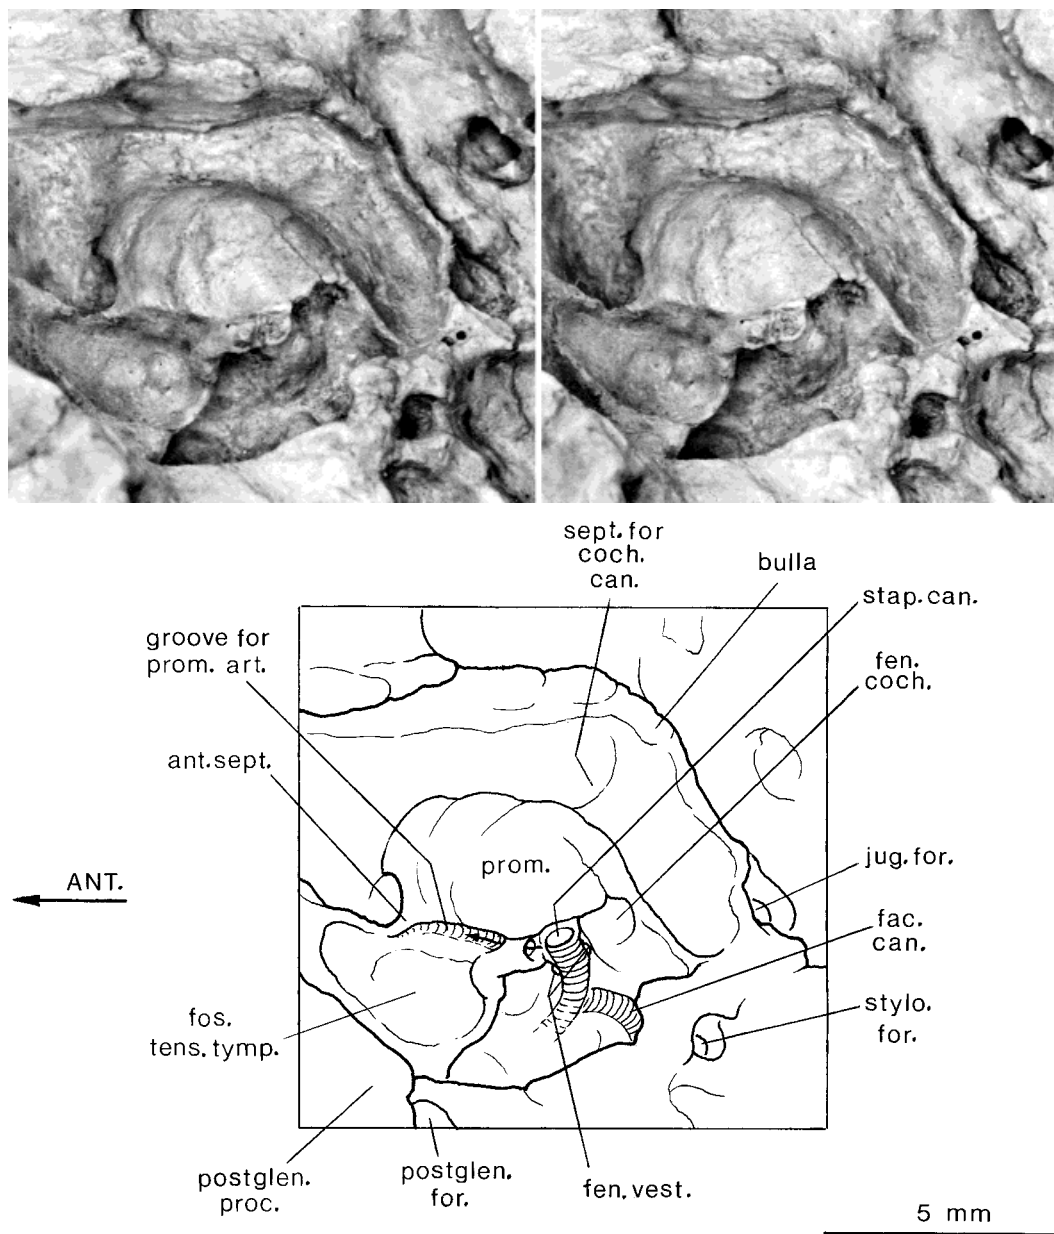 sept. for
coch.
can.
bulla
stap. can.
groove for
prom. art.
fen.
coch.
ant. sept.
prom.
jug. for.
ANT.
fac.
can.
fos.
tens. tymp.
stylo.
for.
postglen.
proc.
postglen.
for.
fen. vest.
5 mm